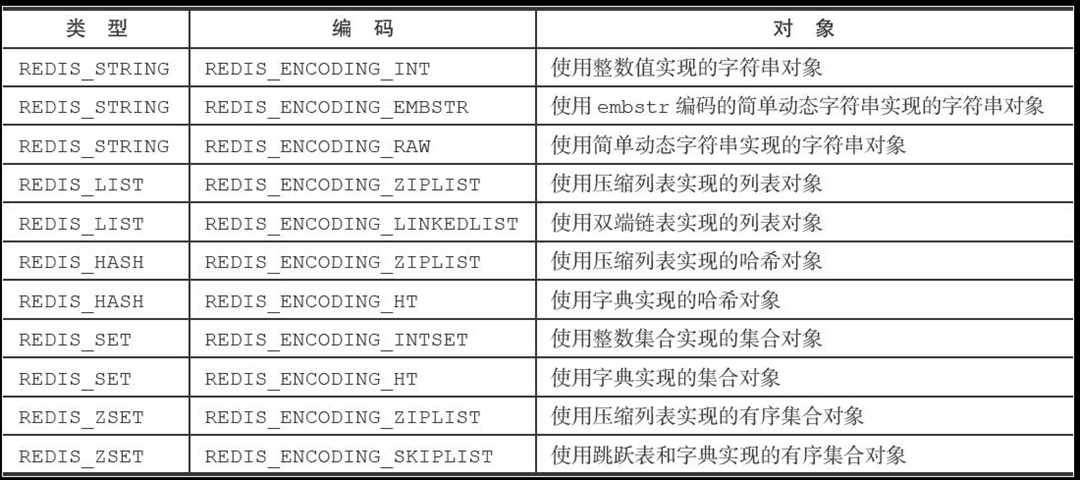 类 型 编 码 对 象
REDIS_STRING REDIS_ENCODING_INT 使用整数值实现的字符串对象
REDIS_STRING REDIS_ENCODING_EMBSTR 使用 embstr 编码的简单动态字符串实现的字符串对象
REDIS_STRING REDIS_ENCODING_RAW 使用简单动态字符串实现的字符串对象
REDIS_LIST REDIS_ENCODING_ZIPLIST 使用压缩列表实现的列表对象
REDIS_LIST REDIS_ENCODING_LINKEDLIST 使用双端链表实现的列表对象
REDIS_HASH REDIS_ENCODING_ZIPLIST 使用压缩列表实现的哈希对象
REDIS_HASH REDIS_ENCODING_HT 使用字典实现的哈希对象
REDIS_SET REDIS_ENCODING_INTSET 使用整数集合实现的集合对象
REDIS_SET REDIS_ENCODING_HT 使用字典实现的集合对象
REDIS_ZSET REDIS_ENCODING_ZIPLIST 使用压缩列表实现的有序集合对象
REDIS_ZSET REDIS_ENCODING_SKIPLIST 使用跳跃表和字典实现的有序集合对象